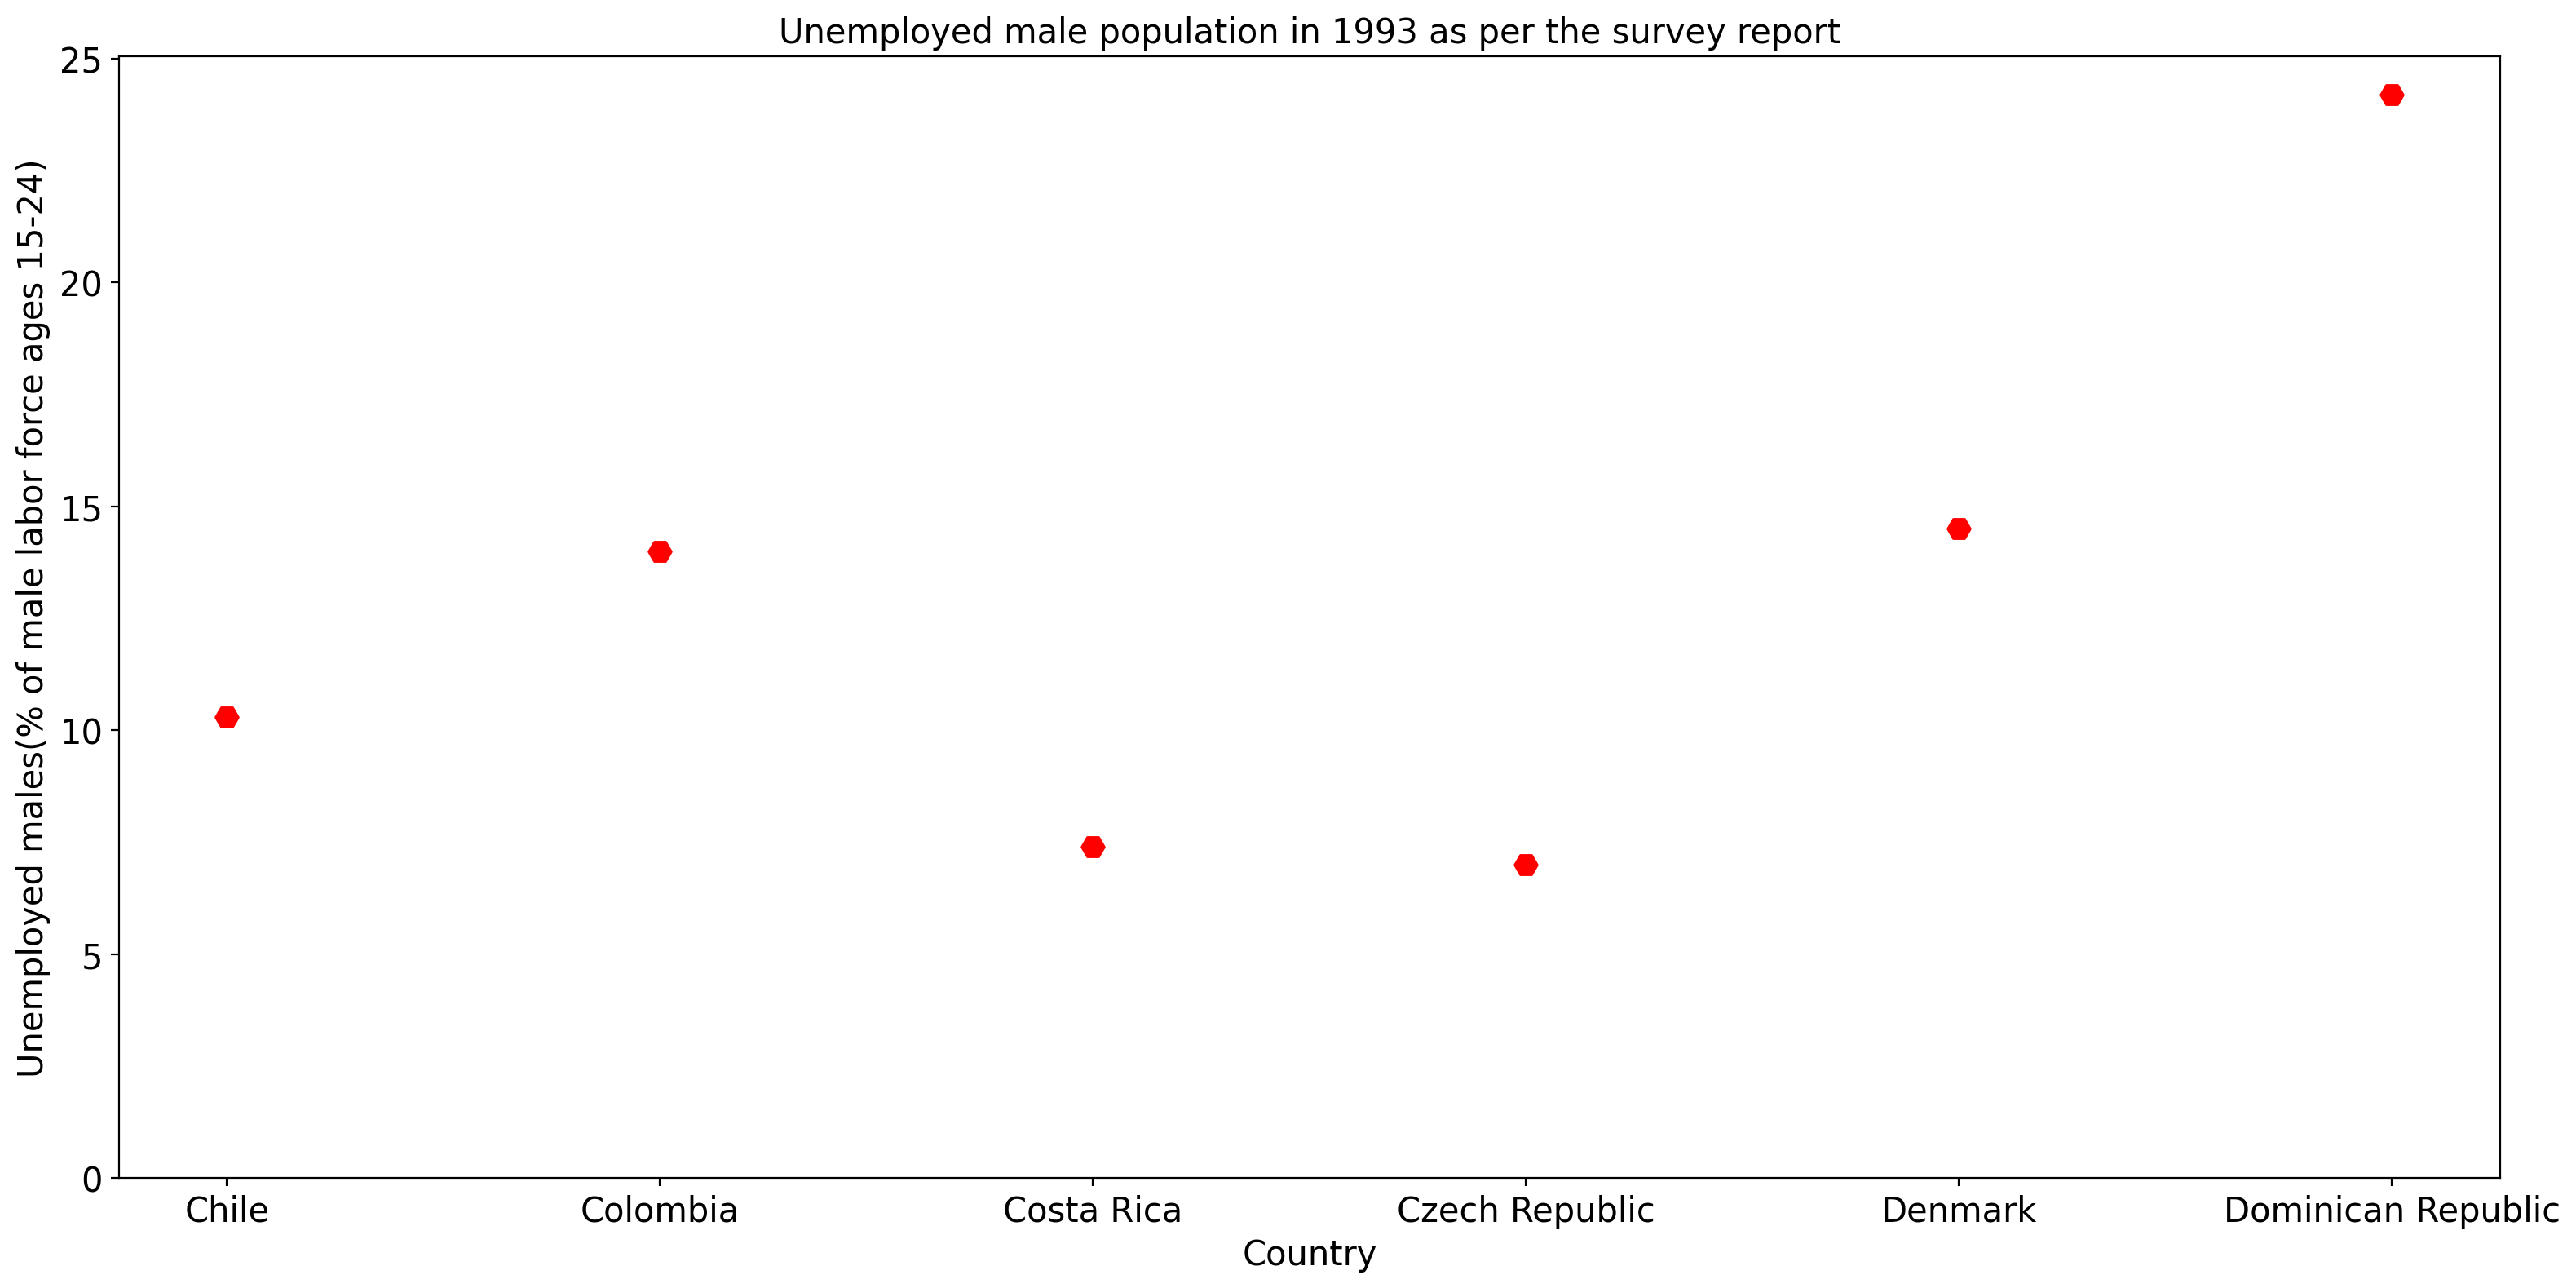 Unemployed male population in 1993 as per the survey report
Unemployed males(% of male labor force ages 15-24)
25
20
15
10
5
0
Chile
Colombia
Costa Rica
Czech Republic
Denmark
Dominican Republic
Country